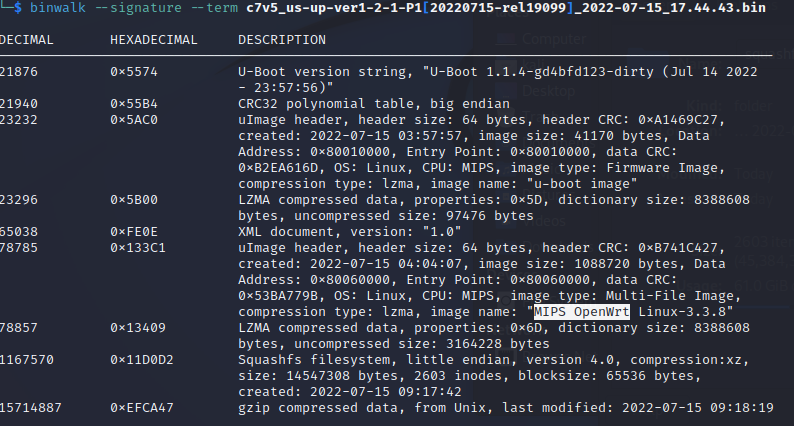 └─$ binwalk --signature --term c7v5_us-up-ver1-2-1-P1[20220715-rel19099]_2022-07-15_17.44.43.bin
DECIMAL HEXADECIMAL DESCRIPTION
21876 0×5574 U-Boot version string, "U-Boot 1.1.4-gd4bfd123-dirty (Jul 14 2022
- 23:57:56)"
21940 0×55B4 CRC32 polynomial table, big endian
23232 0×5AC0 uImage header, header size: 64 bytes, header CRC: 0×A1469C27,
created: 2022-07-15 03:57:57, image size: 41170 bytes, Data
Address: 0×80010000, Entry Point: 0×80010000, data CRC:
0×B2EA616D, OS: Linux, CPU: MIPS, image type: Firmware Image,
compression type: lzma, image name: "u-boot image"
23296 0×5B00 LZMA compressed data, properties: 0×5D, dictionary size: 8388608
bytes, uncompressed size: 97476 bytes
65038 0×FE0E XML document, version: "1.0"
78785 0×133C1 uImage header, header size: 64 bytes, header CRC: 0×B741C427,
created: 2022-07-15 04:04:07, image size: 1088720 bytes, Data
Address: 0×80060000, Entry Point: 0×80060000, data CRC:
0×53BA779B, OS: Linux, CPU: MIPS, image type: Multi-File Image,
compression type: lzma, image name: "MIPS OpenWrt Linux-3.3.8"
78857 0×13409 LZMA compressed data, properties: 0×6D, dictionary size: 8388608
bytes, uncompressed size: 3164228 bytes
1167570 0×11D0D2 Squashfs filesystem, little endian, version 4.0, compression:xz,
size: 14547308 bytes, 2603 inodes, blocksize: 65536 bytes,
created: 2022-07-15 09:17:42
15714887 0×EFCA47 gzip compressed data, from Unix, last modified: 2022-07-15 09:18:19